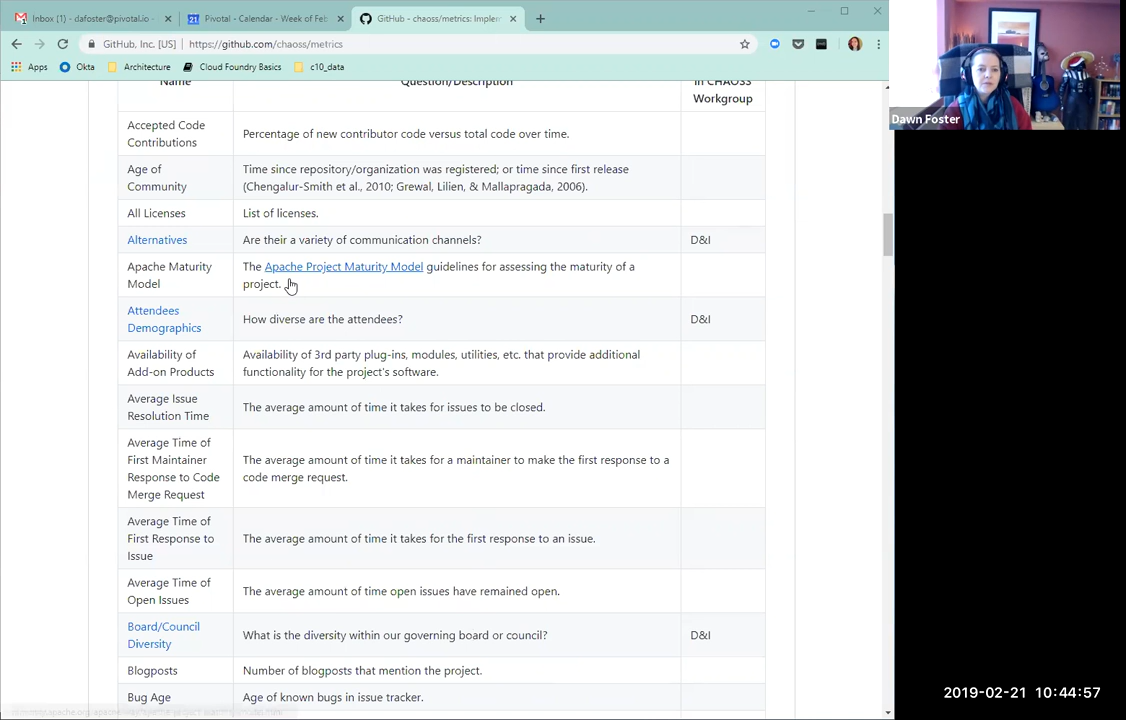 Inbox (1) - dafoster@pivotal.io -
Pivotal - Calendar - Week of Feb
GitHub - chaoss/metrics: Implem
GitHub, Inc. [US] | https://github.com/chaoss/metrics
Apps Okta Architecture Cloud Foundry Basics c10_data
Name Question/Description In CHAOSS
Workgroup
Accepted Code
Contributions
Percentage of new contributor code versus total code over time.
Age of
Community
Time since repository/organization was registered; or time since first release
(Chengalur-Smith et al., 2010; Grewal, Lilien, & Mallapragada, 2006).
All Licenses List of licenses.
Alternatives Are their a variety of communication channels? D&I
Apache Maturity
Model
The Apache Project Maturity Model guidelines for assessing the maturity of a
project.
Attendees
Demographics
How diverse are the attendees? D&I
Availability of
Add-on Products
Availability of 3rd party plug-ins, modules, utilities, etc. that provide additional
functionality for the project's software.
Average Issue
Resolution Time
The average amount of time it takes for issues to be closed.
Average Time of
First Maintainer
Response to Code
Merge Request
The average amount of time it takes for a maintainer to make the first response to a
code merge request.
Average Time of
First Response to
Issue
The average amount of time it takes for the first response to an issue.
Average Time of
Open Issues
The average amount of time open issues have remained open.
Board/Council
Diversity
What is the diversity within our governing board or council? D&I
Blogposts Number of blogposts that mention the project.
Bug Age Age of known bugs in issue tracker.
Dawn Foster
2019-02-21 10:44:57